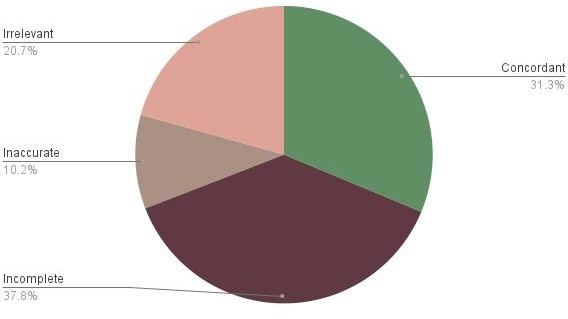 Irrelevant
20.7%
Concordant
31.3%
Inaccurate
10.2%
Incomplete
37.8%